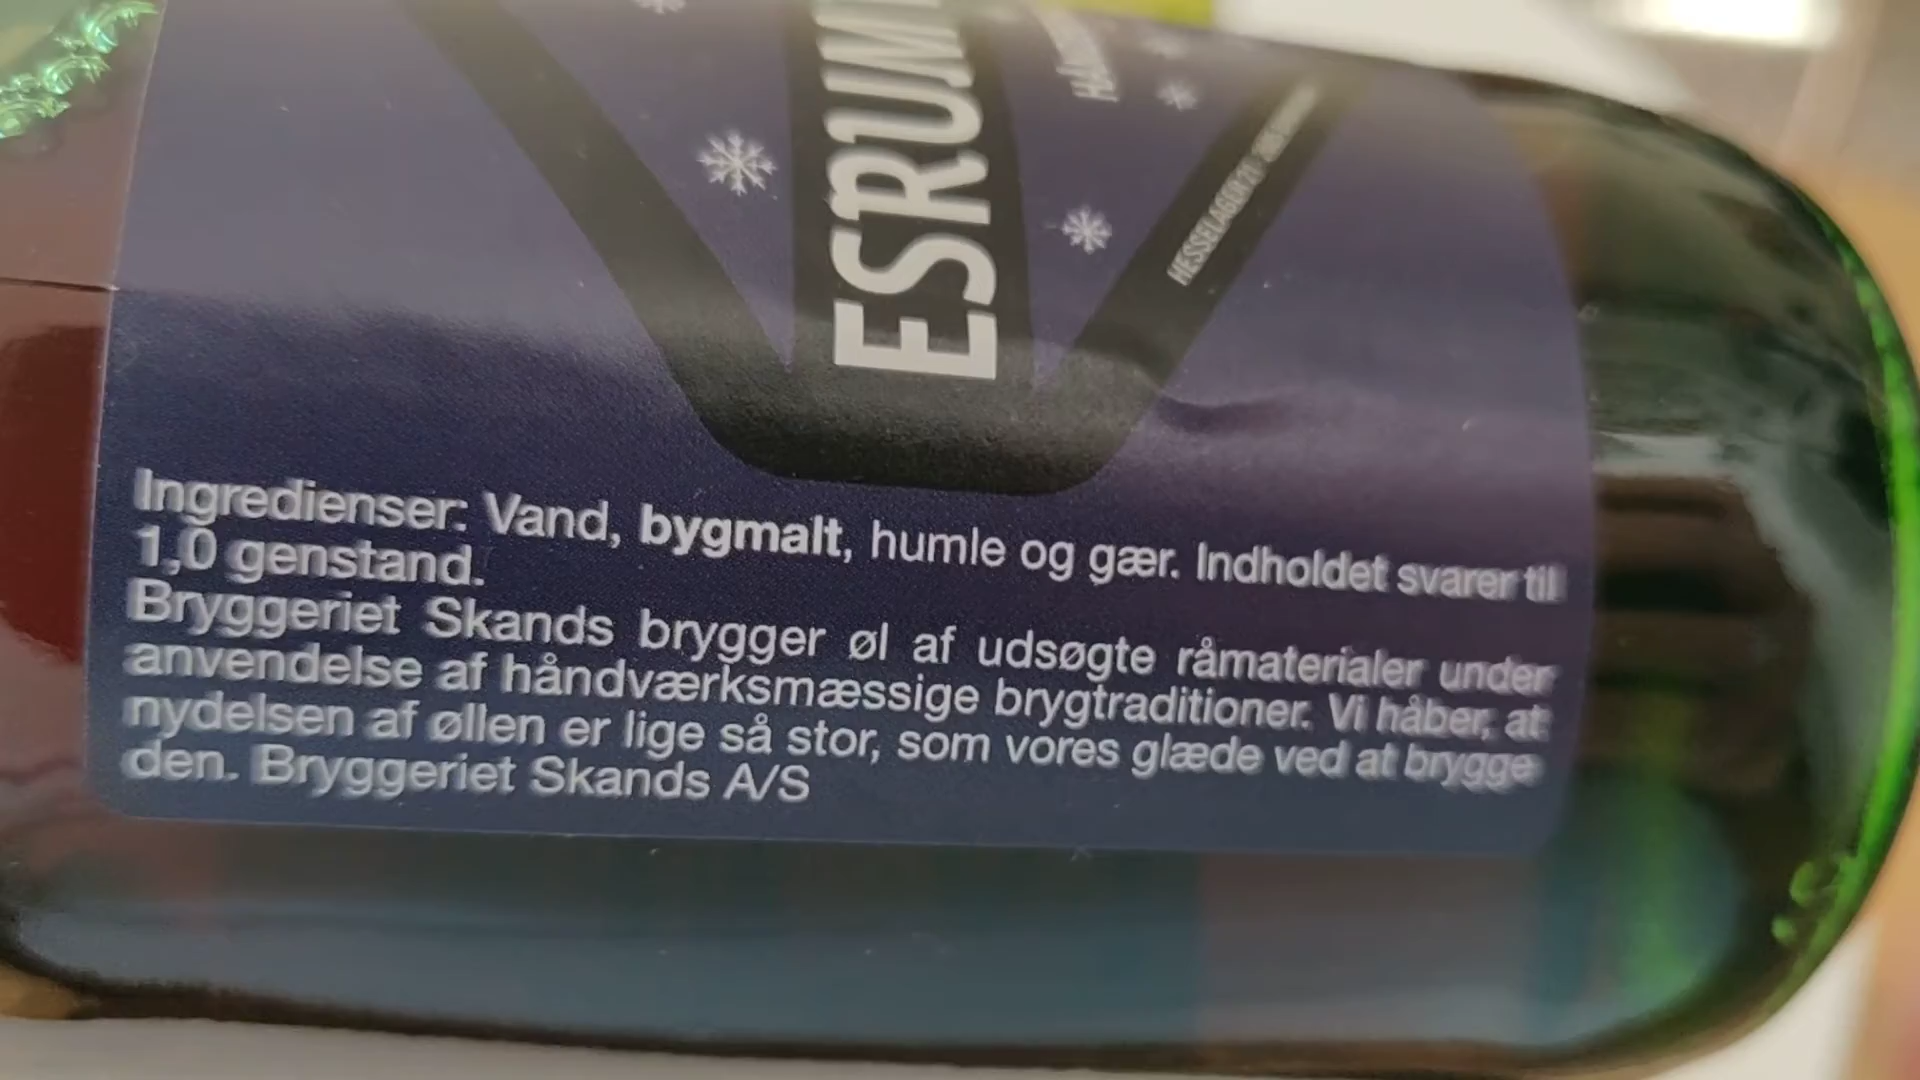 ESRUM
HESSELAGER 21
Ingredienser: Vand, bygmalt, humle og gær. Indholdet svarer til
1,0 genstand.
Bryggeriet Skands brygger øl af udsøgte råmaterialer under
anvendelse af håndværksmæssige brygtraditioner. Vi håber, at
nydelsen af øllen er lige så stor, som vores glæde ved at brygge
den. Bryggeriet Skands A/S